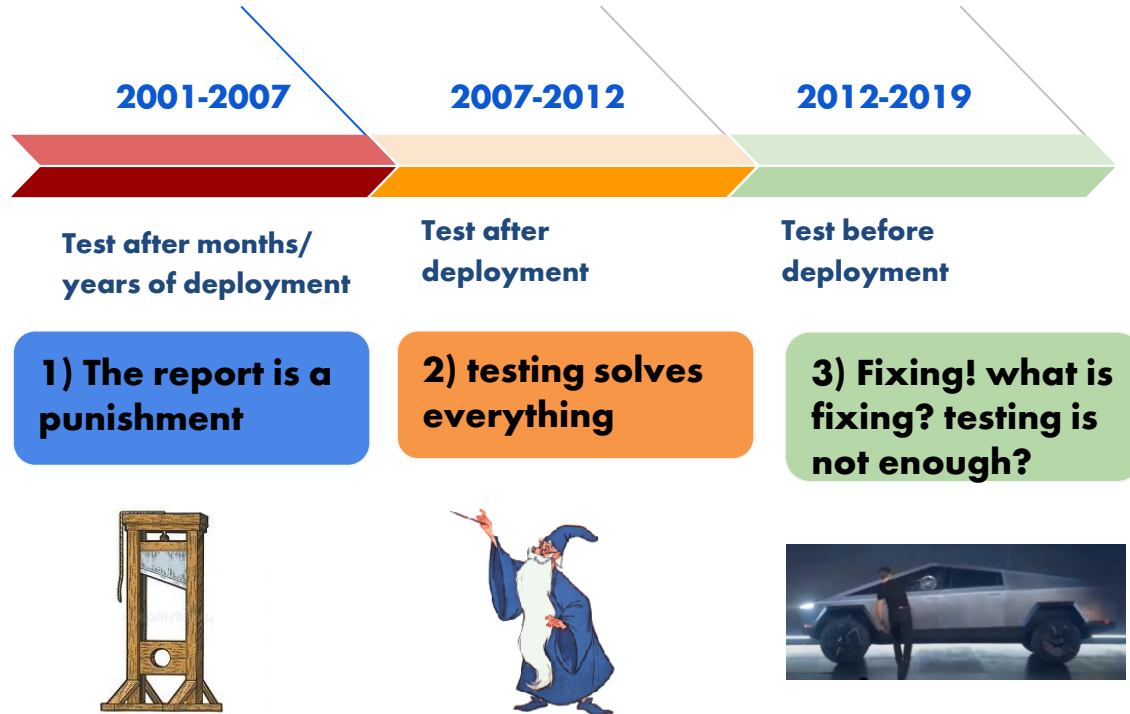 2001-2007
2007-2012
2012-2019
Test after months/
years of deployment
Test after
deployment
Test before
deployment
1) The report is a
punishment
2) testing solves
everything
3) Fixing! what is
fixing? testing is
not enough?